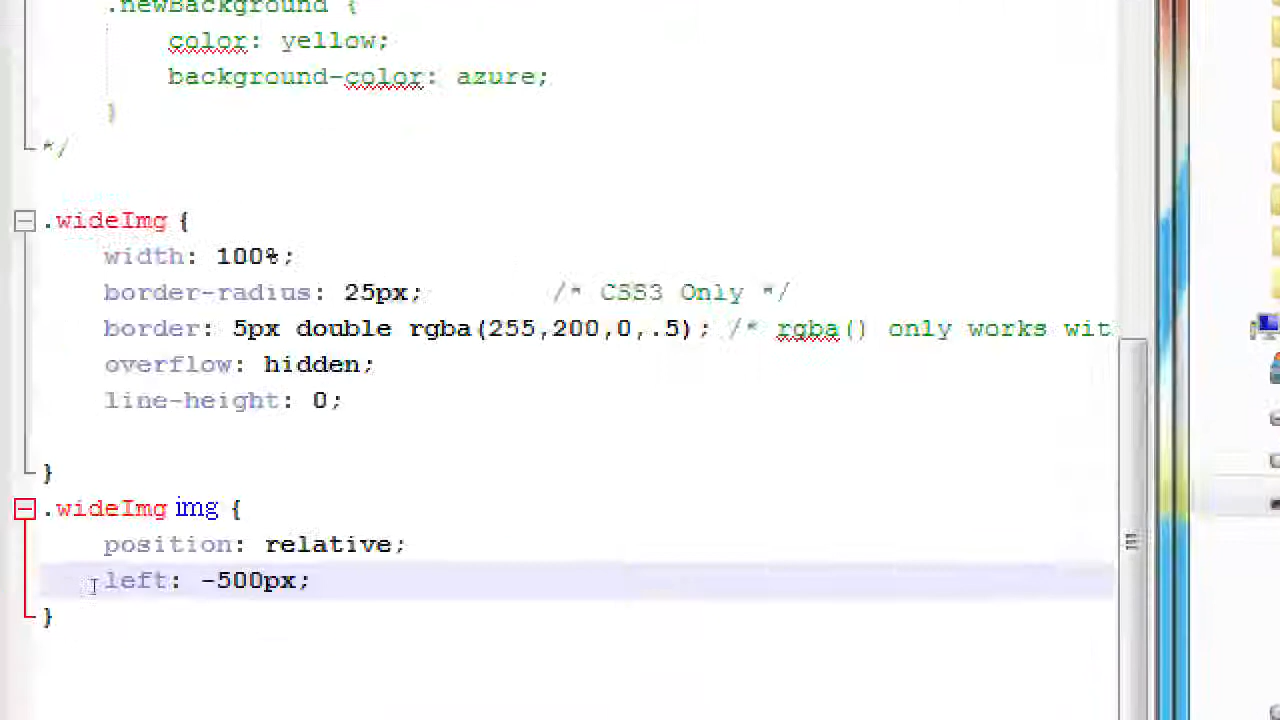 .newBackground {
color: yellow;
background-color: azure;
}
*/
.wideImg {
width: 100%;
border-radius: 25px; /* CSS3 Only */
border: 5px double rgba(255,200,0,.5); /* rgba() only works wit
overflow: hidden;
line-height: 0;
}
.wideImg img {
position: relative;
left: -500px;
}